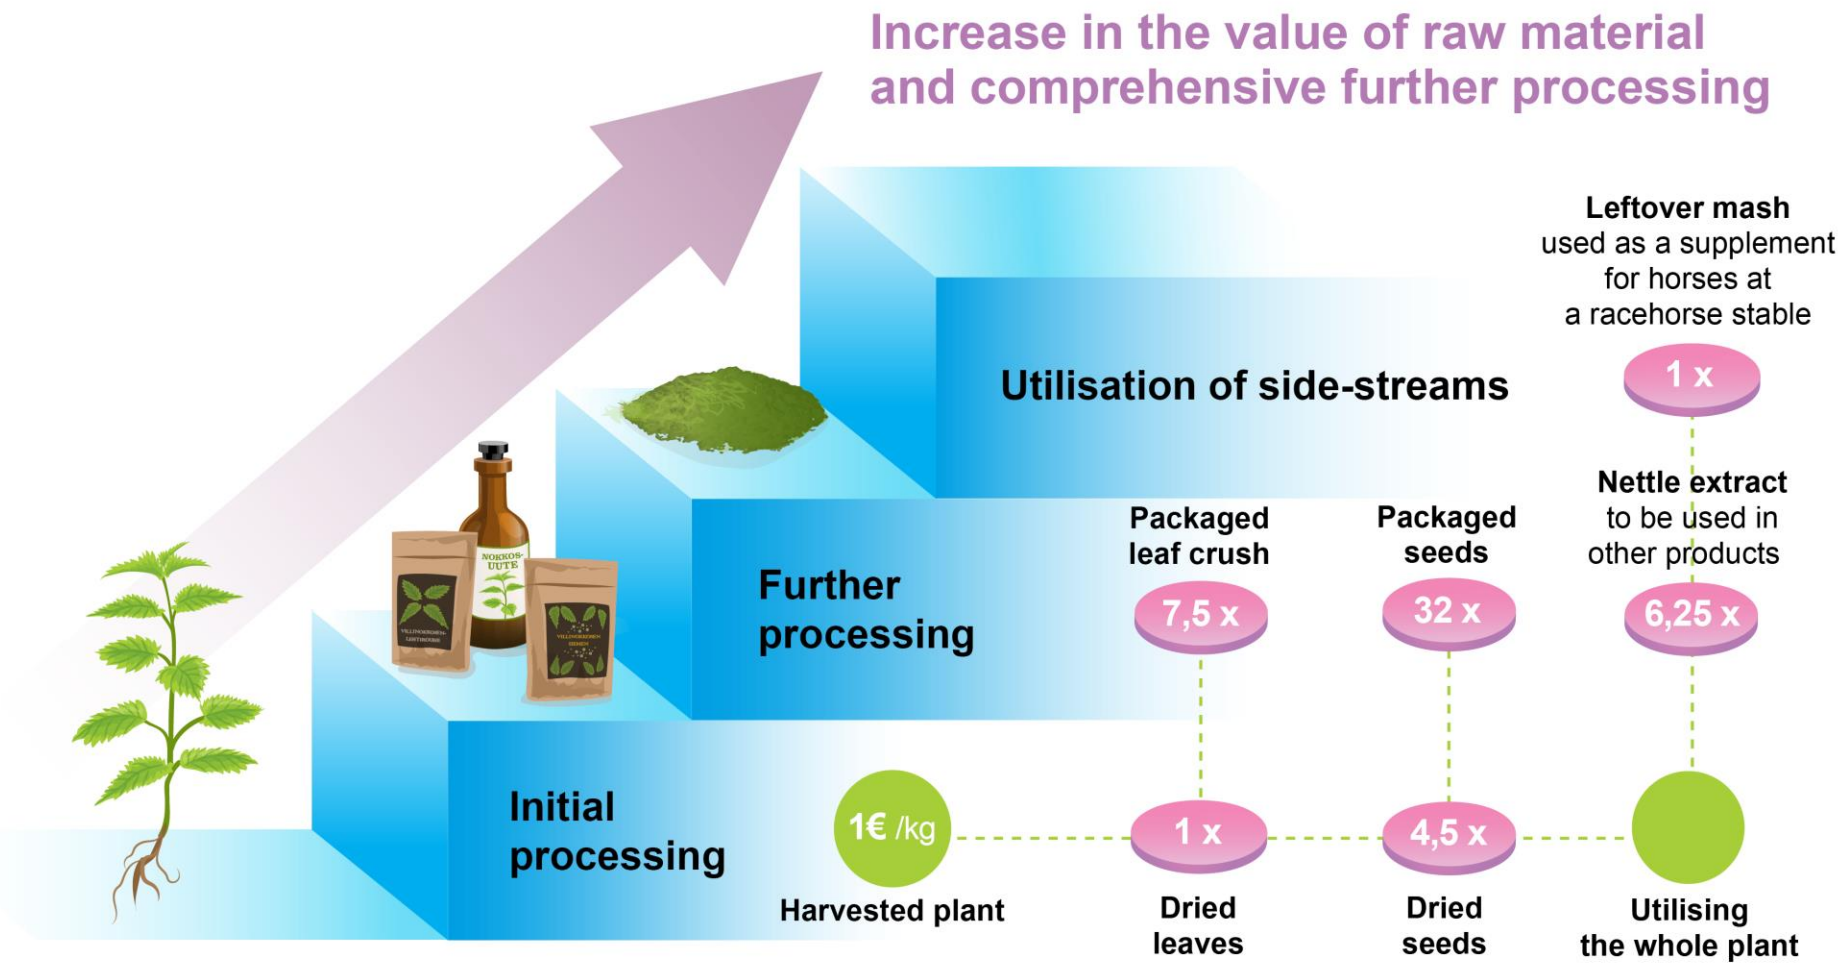 Increase in the value of raw material
and comprehensive further processing
Leftover mash
used as a supplement
for horses at
a racehorse stable
1 x
Utilisation of side-streams
Nettle extract
to be used in
other products
6,25 x
Packaged
seeds
32 x
Packaged
leaf crush
7,5 x
Further
processing
NOKKOS-
UUTE
Initial
processing
1€ /kg
Harvested plant
1 x
Dried
leaves
4,5 x
Dried
seeds
Utilising
the whole plant